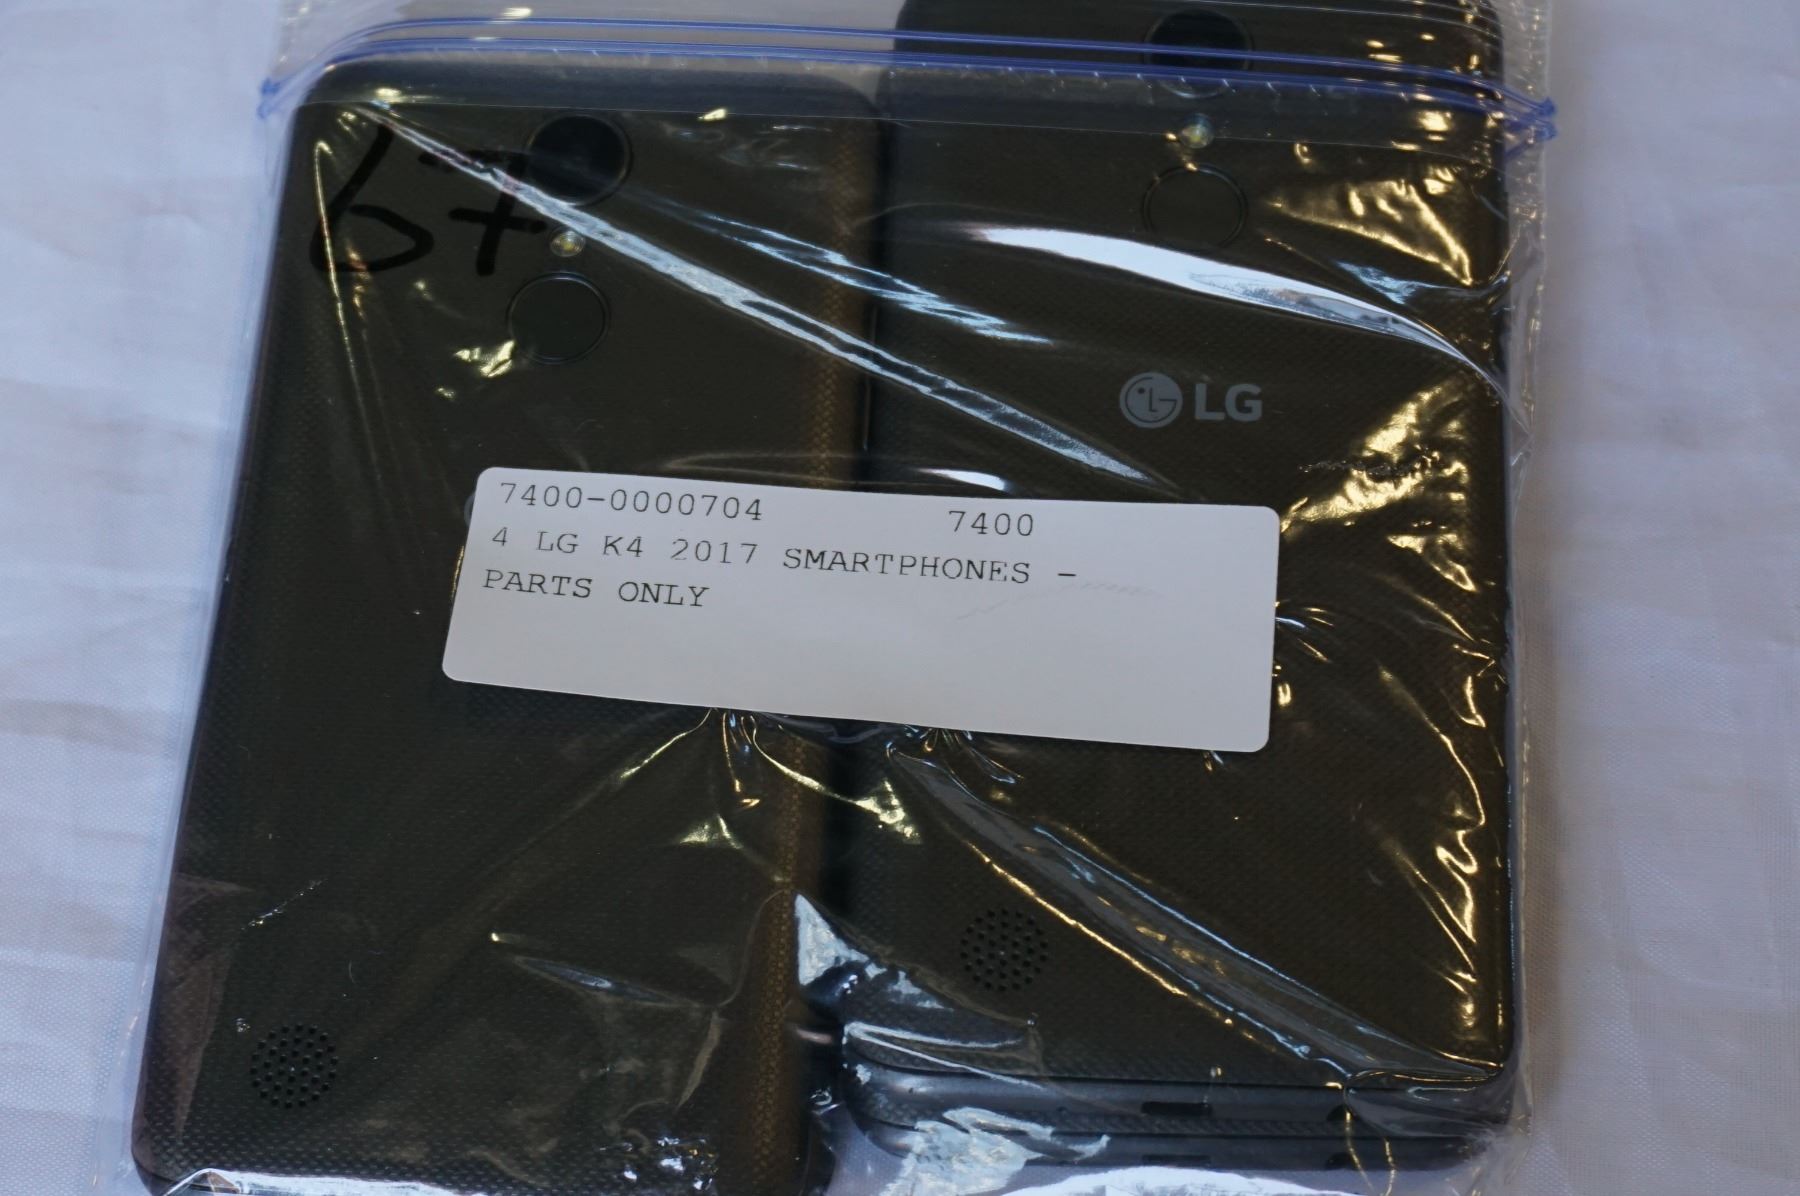 67
LG
7400-0000704 7400
4 LG K4 2017 SMARTPHONES -
PARTS ONLY